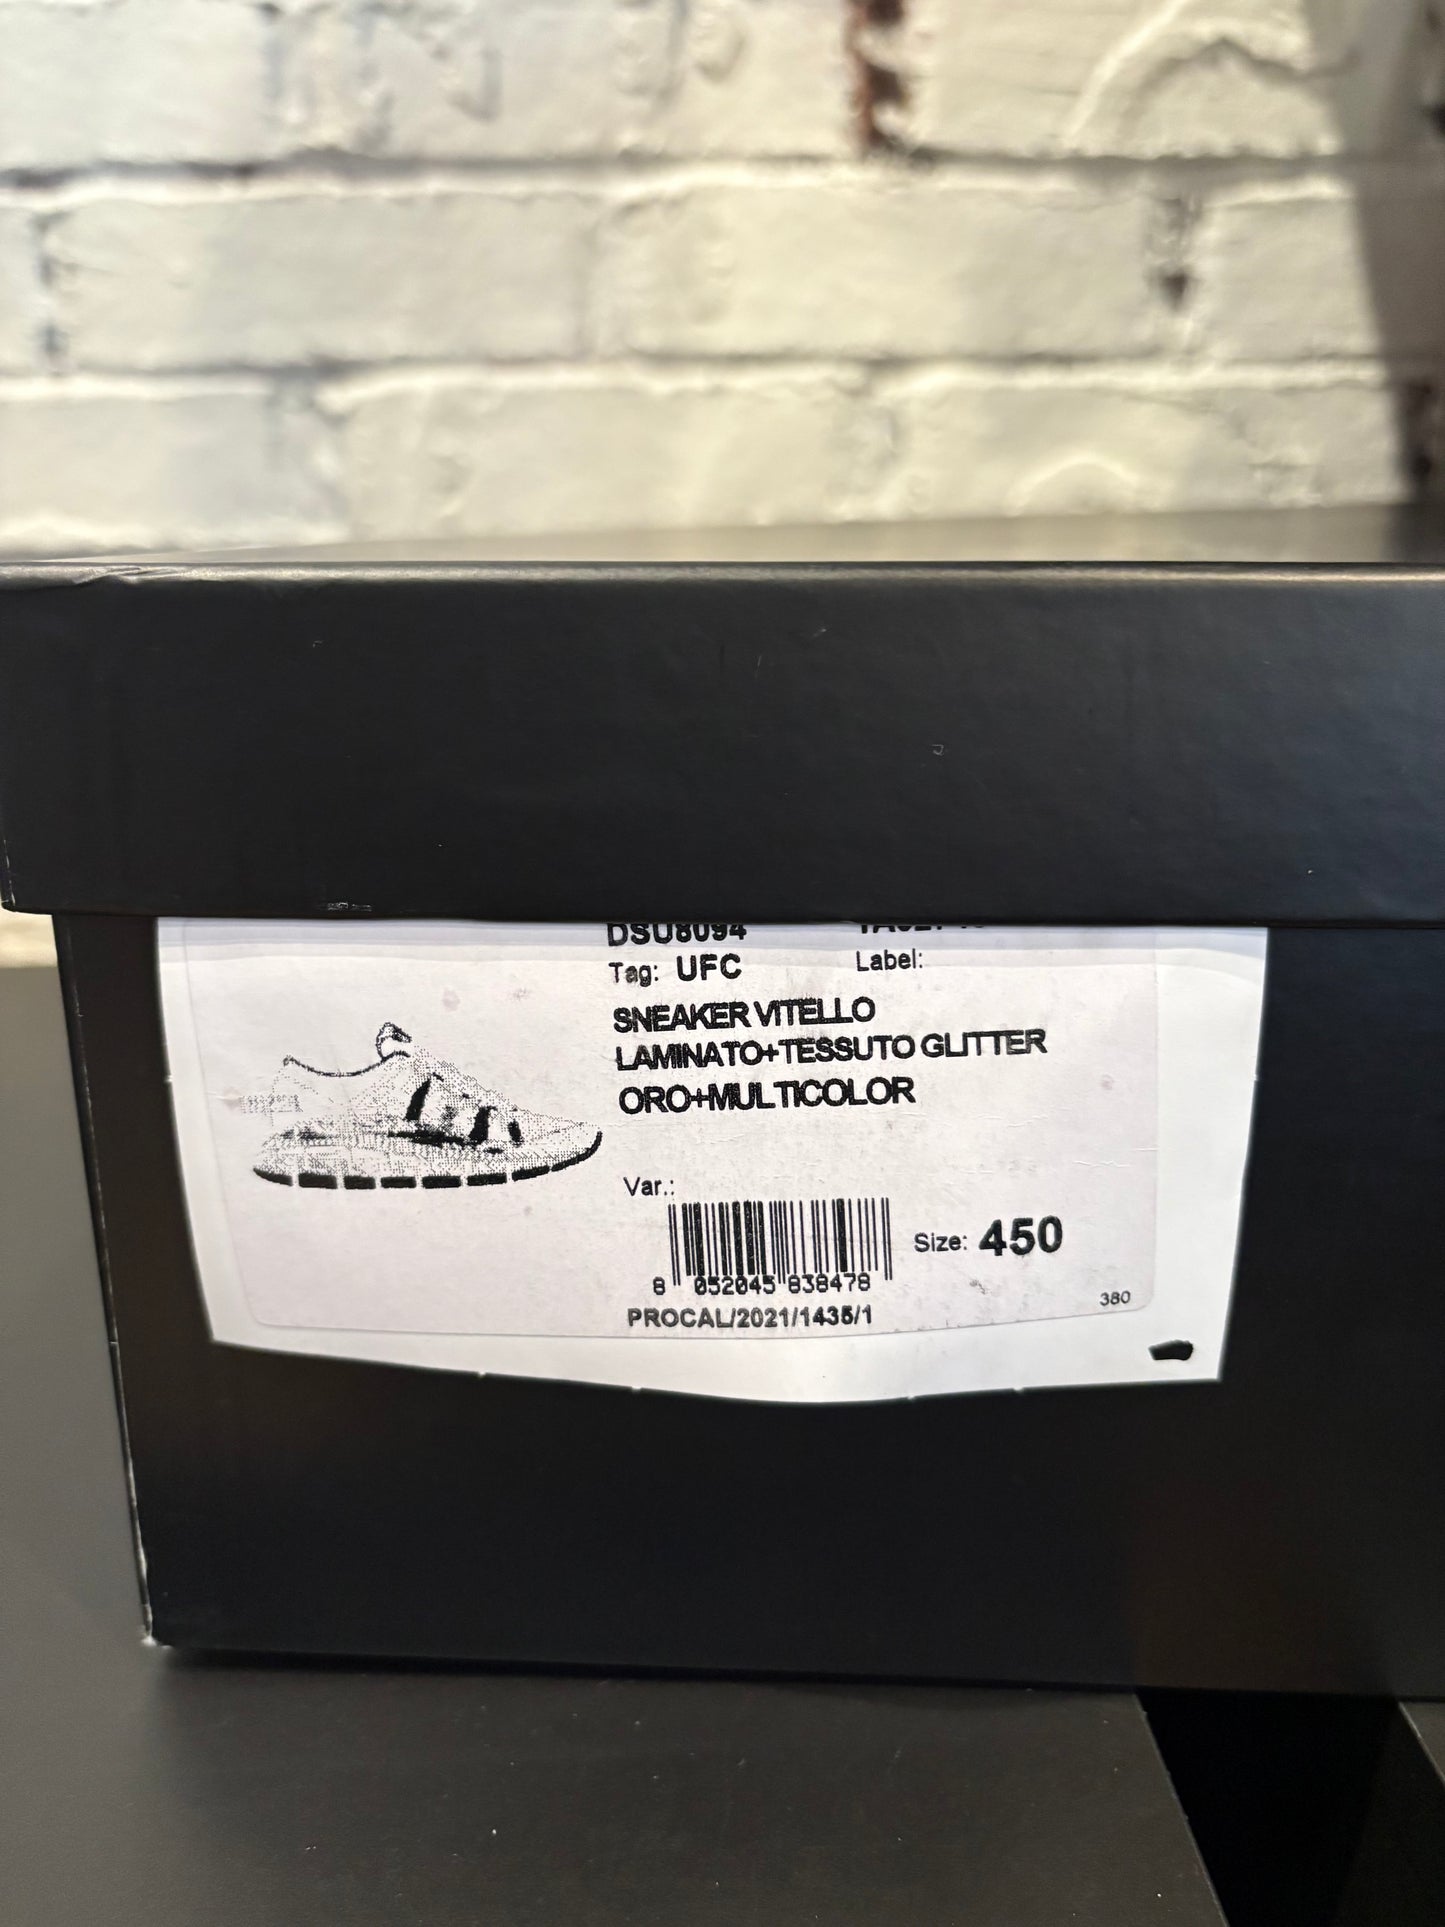 DSU8094
Tag: UFC Label:
SNEAKER VITELLO
LAMINATO+TESSUTO GLITTER
ORO+MULTICOLOR
Var.:
Size: 450
8 052045 838478
380
PROCAL/2021/1435/1